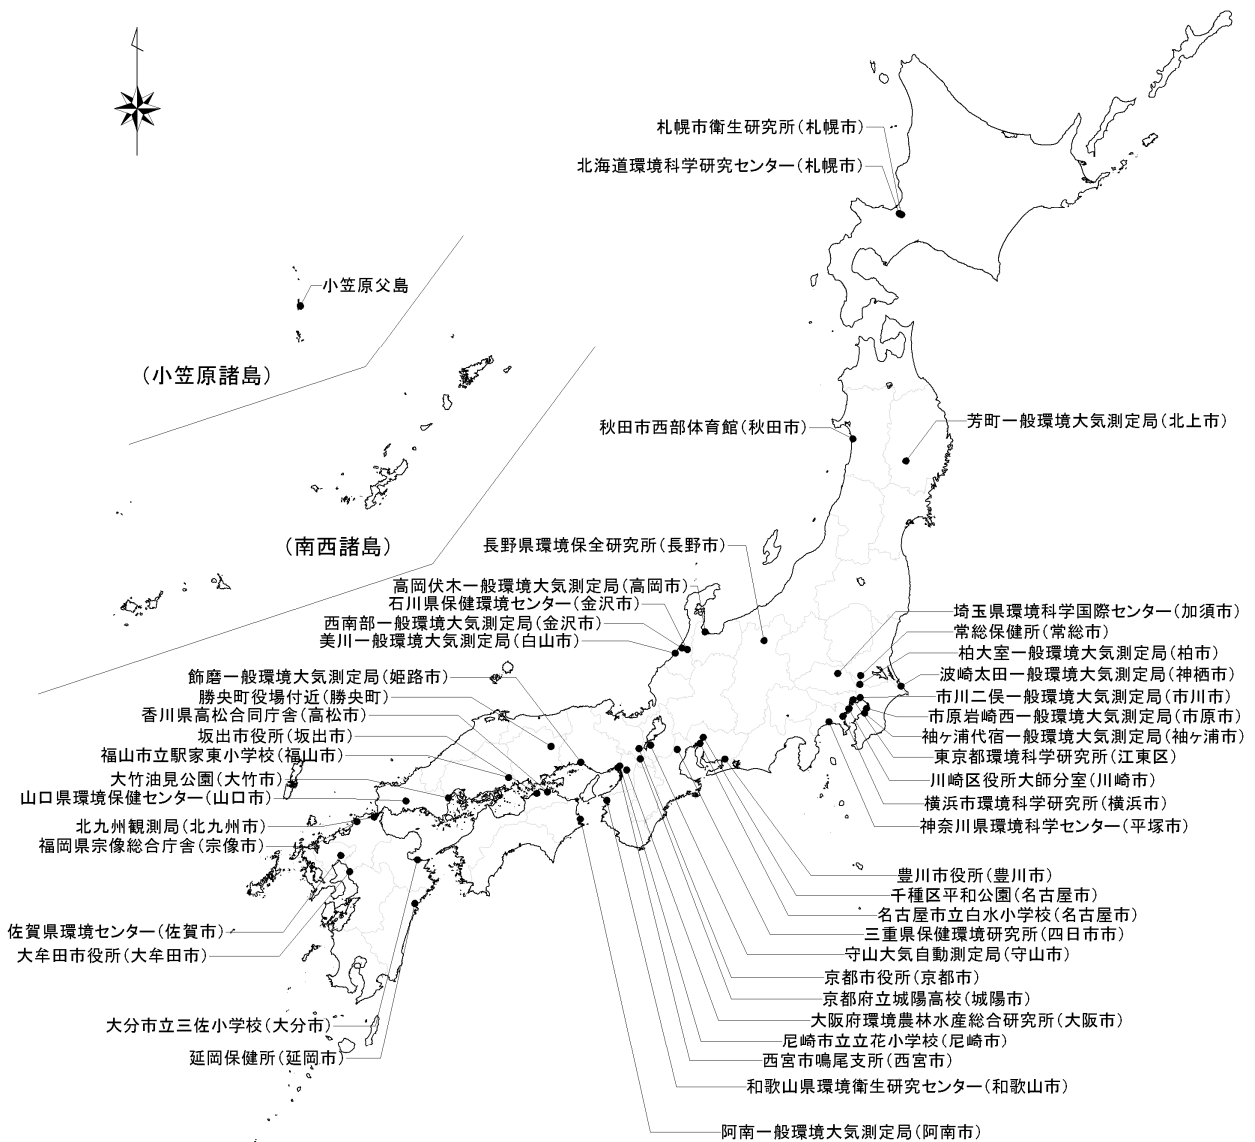 札幌市衛生研究所(札幌市)
北海道環境科学研究センター(札幌市)
小笠原父島
(小笠原諸島)
秋田市西部体育館(秋田市)
芳町一般環境大気測定局(北上市)
(南西諸島)
長野県環境保全研究所(長野市)
高岡伏木一般環境大気測定局(高岡市)
石川県保健環境センター(金沢市)
西南部一般環境大気測定局(金沢市)
美川一般環境大気測定局(白山市)
飾磨一般環境大気測定局(姫路市)
勝央町役場付近(勝央町)
香川県高松合同庁舎(高松市)
坂出市役所(坂出市)
福山市立駅家東小学校(福山市)
大竹油見公園(大竹市)
山口県環境保健センター(山口市)
北九州観測局(北九州市)
福岡県宗像総合庁舎(宗像市)
佐賀県環境センター(佐賀市)
大牟田市役所(大牟田市)
大分市立三佐小学校(大分市)
延岡保健所(延岡市)
埼玉県環境科学国際センター(加須市)
常総保健所(常総市)
柏大室一般環境大気測定局(柏市)
波崎太田一般環境大気測定局(神栖市)
市川二俣一般環境大気測定局(市川市)
市原岩崎西一般環境大気測定局(市原市)
袖ヶ浦代宿一般環境大気測定局(袖ヶ浦市)
東京都環境科学研究所(江東区)
川崎区役所大師分室(川崎市)
横浜市環境科学研究所(横浜市)
神奈川県環境科学センター(平塚市)
豊川市役所(豊川市)
千種区平和公園(名古屋市)
名古屋市立白水小学校(名古屋市)
三重県保健環境研究所(四日市市)
守山大気自動測定局(守山市)
京都市役所(京都市)
京都府立城陽高校(城陽市)
大阪府環境農林水産総合研究所(大阪市)
尼崎市立立花小学校(尼崎市)
西宮市鳴尾支所(西宮市)
和歌山県環境衛生研究センター(和歌山市)
阿南一般環境大気測定局(阿南市)